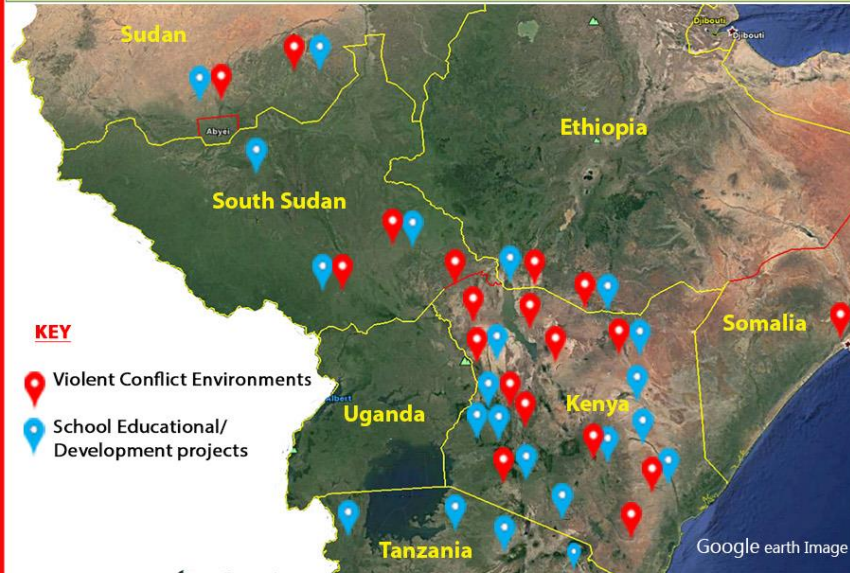 Sudan
Djibouti
Djibouti
Abyei
Ethiopia
South Sudan
Somalia
KEY
Violent Conflict Environments
Albert
Uganda
Kenya
School Educational/
Development projects
Tanzania
Google earth Image